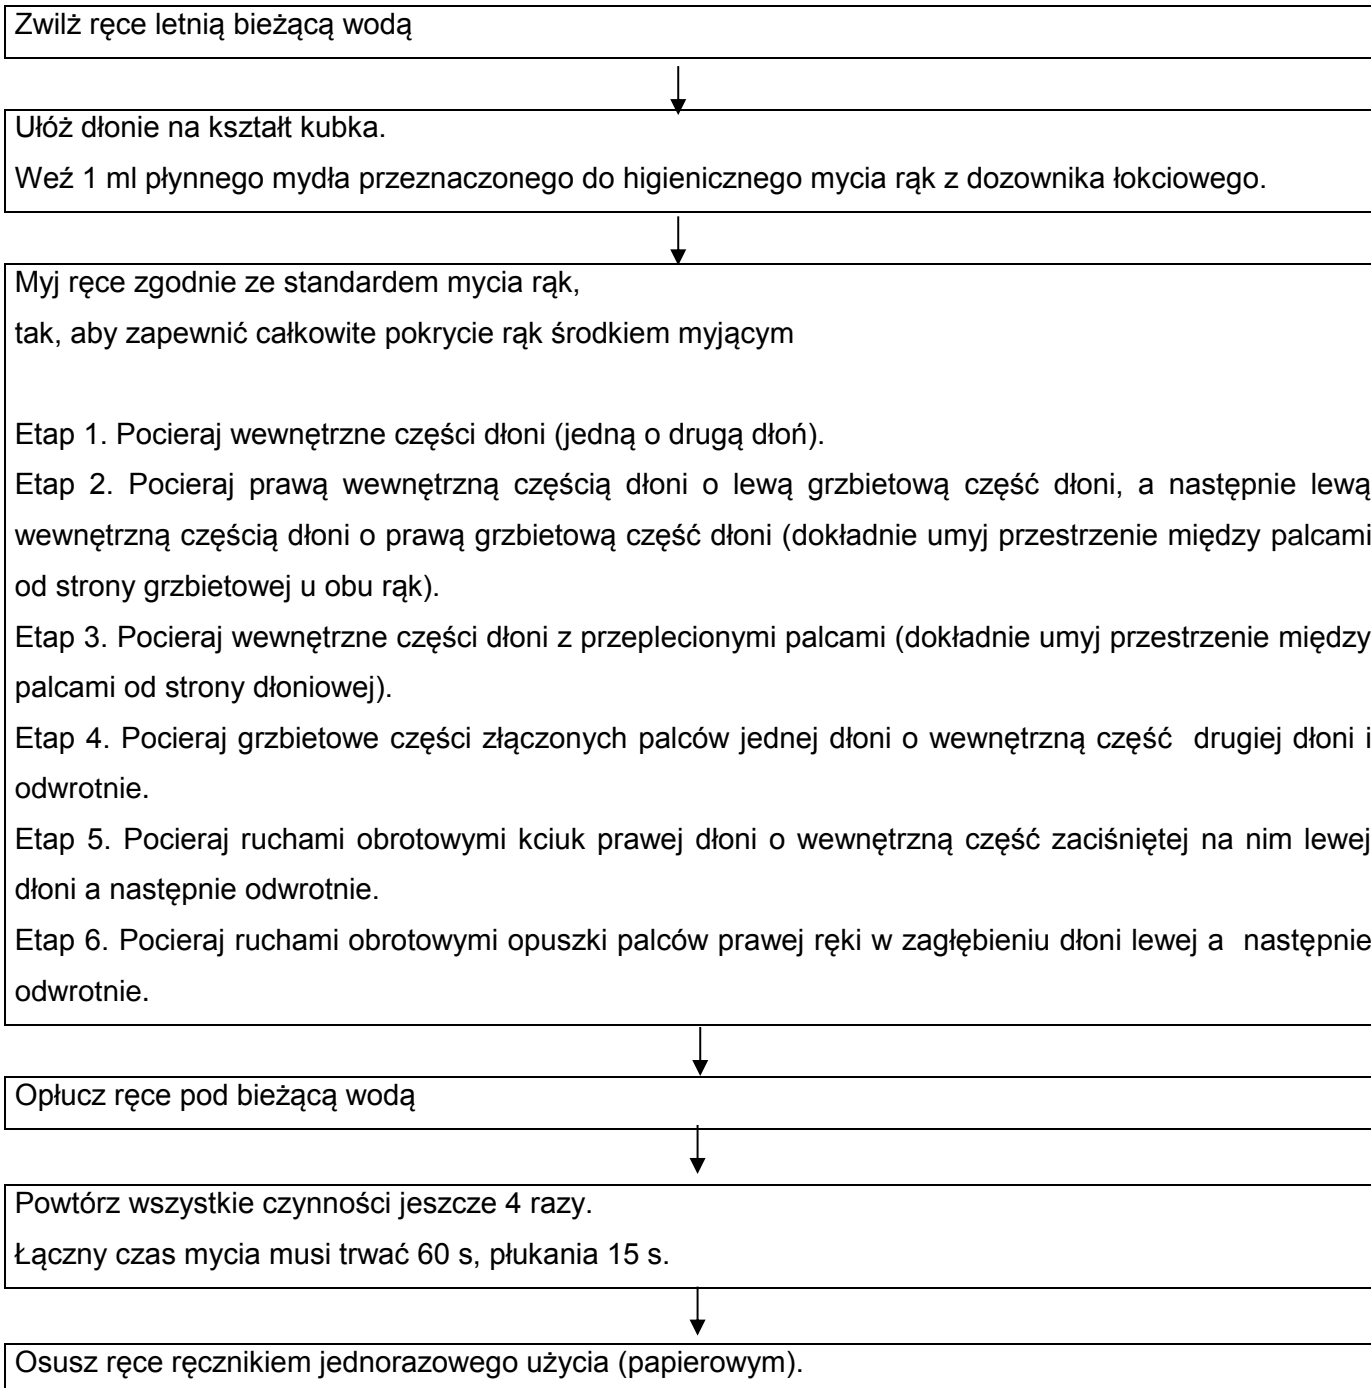 Zwilż ręce letnią bieżącą wodą
Ułóż dłonie na kształt kubka.
Weź 1 ml płynnego mydła przeznaczonego do higienicznego mycia rąk z dozownika łokciowego.
Myj ręce zgodnie ze standardem mycia rąk,
tak, aby zapewnić całkowite pokrycie rąk środkiem myjącym
Etap 1. Pocieraj wewnętrzne części dłoni (jedną o drugą dłoń).
Etap 2. Pocieraj prawą wewnętrzną częścią dłoni o lewą grzbietową część dłoni, a następnie lewą
wewnętrzną częścią dłoni o prawą grzbietową część dłoni (dokładnie umyj przestrzenie między palcami
od strony grzbietowej u obu rąk).
Etap 3. Pocieraj wewnętrzne części dłoni z przeplecionymi palcami (dokładnie umyj przestrzenie między
palcami od strony dłoniowej).
Etap 4. Pocieraj grzbietowe części złączonych palców jednej dłoni o wewnętrzną część drugiej dłoni i
odwrotnie.
Etap 5. Pocieraj ruchami obrotowymi kciuk prawej dłoni o wewnętrzną część zaciśniętej na nim lewej
dłoni a następnie odwrotnie.
Etap 6. Pocieraj ruchami obrotowymi opuszki palców prawej ręki w zagłębieniu dłoni lewej a następnie
odwrotnie.
Opłucz ręce pod bieżącą wodą
Powtórz wszystkie czynności jeszcze 4 razy.
Łączny czas mycia musi trwać 60 s, płukania 15 s.
Osusz ręce ręcznikiem jednorazowego użycia (papierowym).